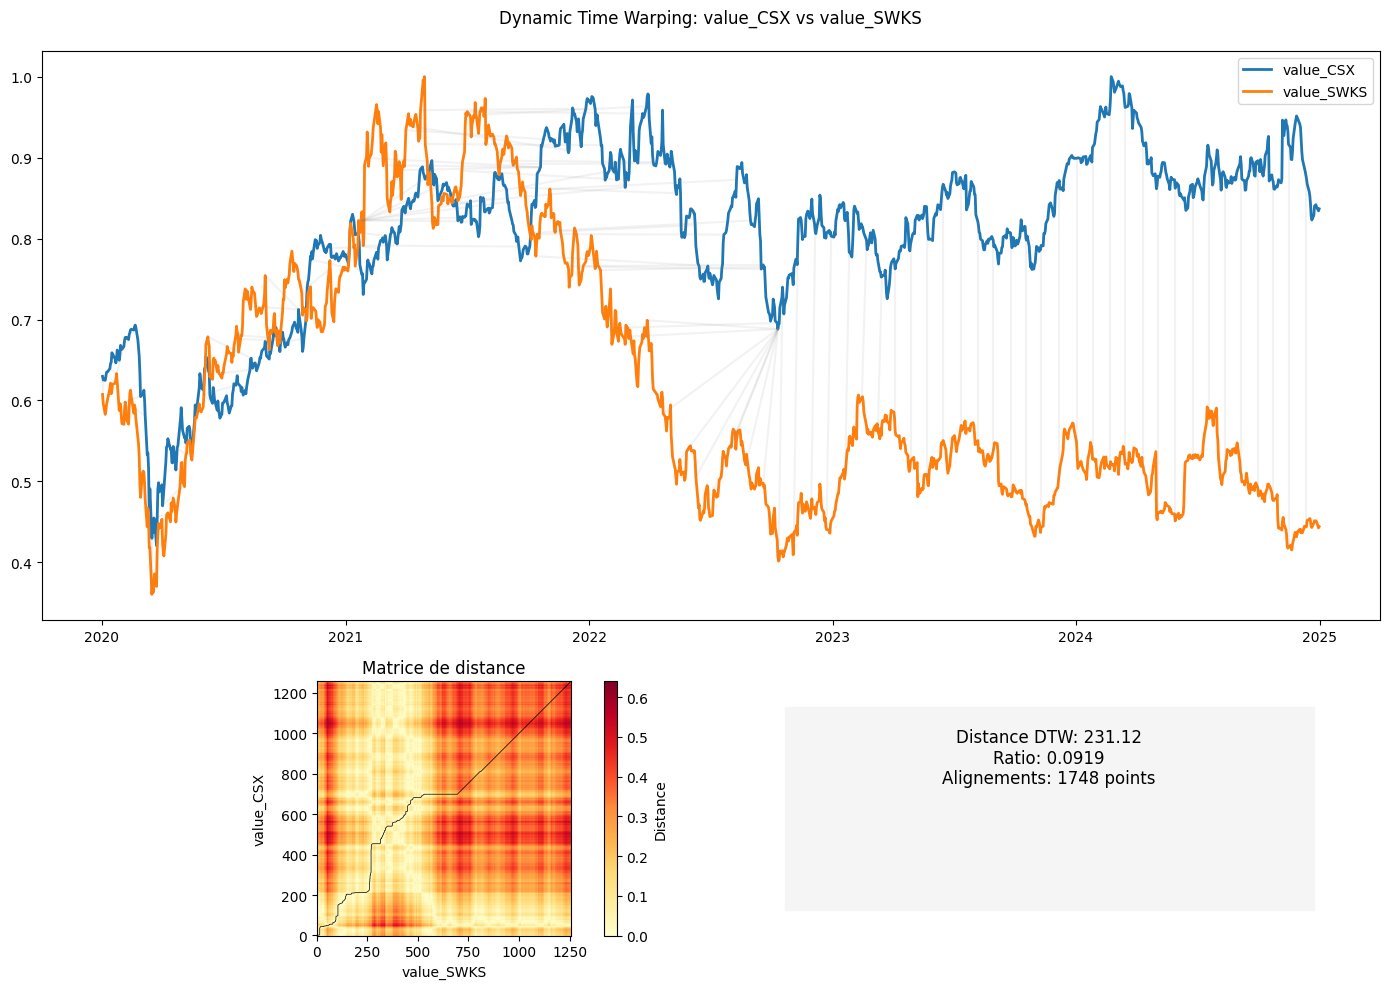 Dynamic Time Warping: value_CSX vs value_SWKS
value_CSX
value_SWKS
1.0
0.9
0.8
0.7
0.6
0.5
0.4
2020 2021 2022 2023 2024 2025
Matrice de distance
1200
1000
800
600
400
200
0
value_CSX
0 250 500 750 1000 1250
value_SWKS
0.6
0.5
0.4
0.3
0.2
0.1
0.0
Distance
Distance DTW: 231.12
Ratio: 0.0919
Alignements: 1748 points